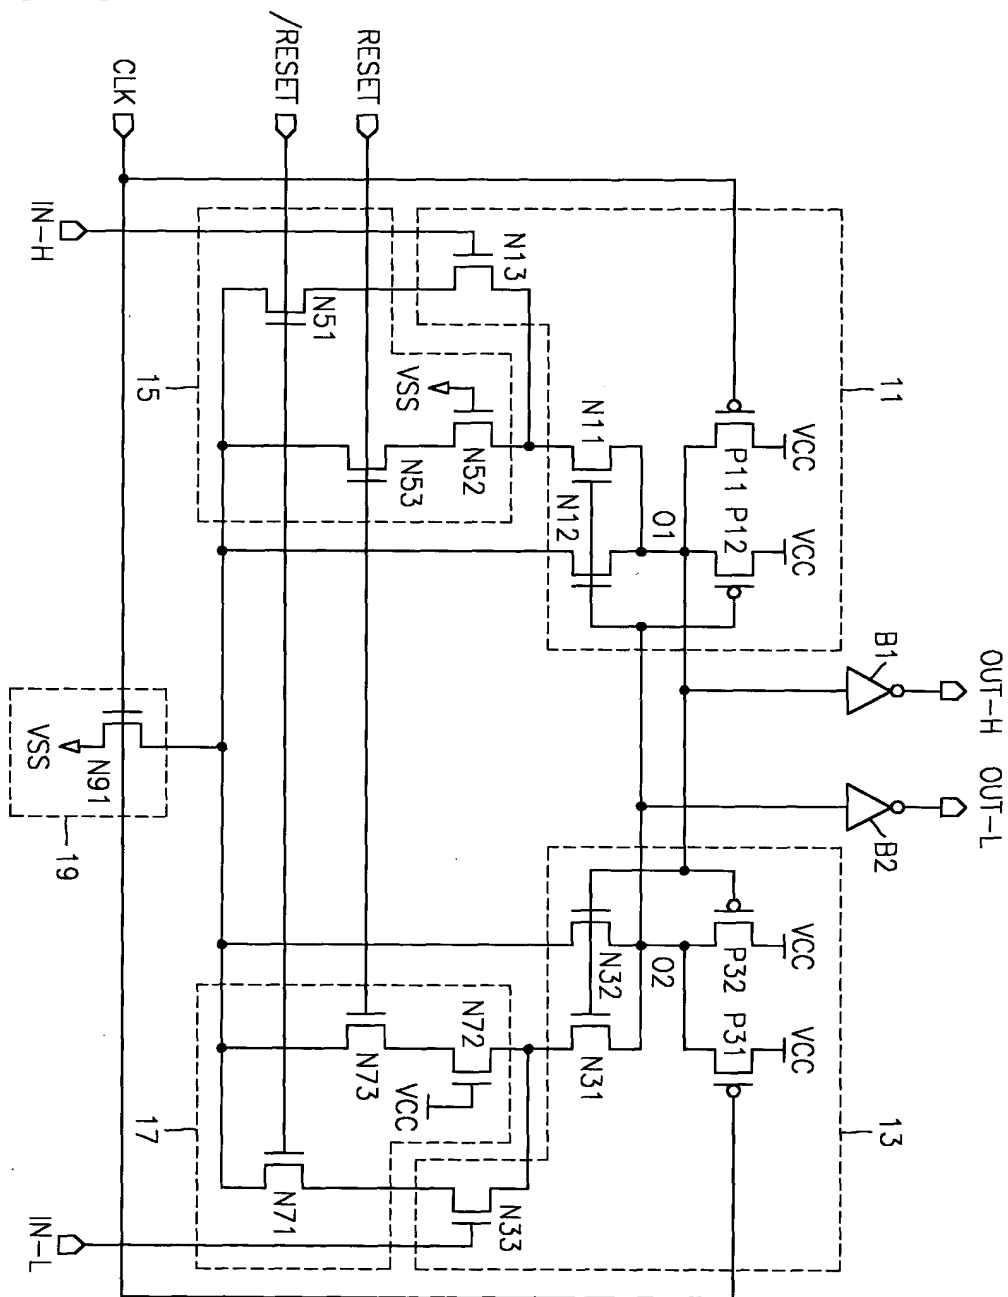 /RESET
RESET
CLK
IN-H
N13
N51
15
VSS
N52
N53
N11
N12
O1
11
VCC
P11
P12
VCC
B1
OUT-H
OUT-L
B2
VSS
N91
19
N32
O2
N31
VCC
P32
P31
VCC
N72
N73
VCC
17
13
N71
N33
IN-L